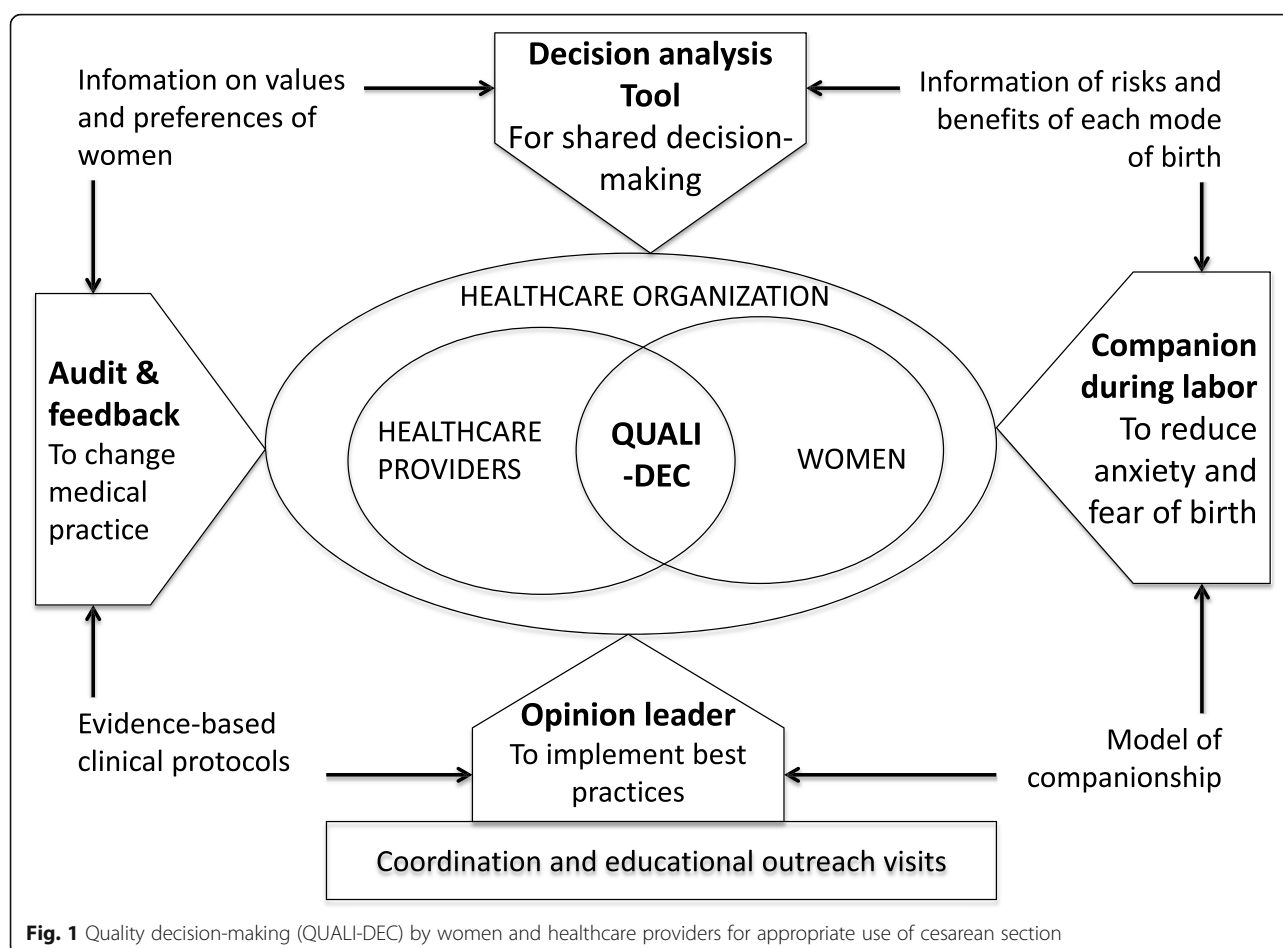 Decision analysis
Tool
For shared decision-
making
Infomation on values
and preferences of
women
Information of risks and
benefits of each mode
of birth
HEALTHCARE ORGANIZATION
Audit &
feedback
To change
medical
practice
HEALTHCARE
PROVIDERS
QUALI
-DEC
WOMEN
Companion
during labor
To reduce
anxiety and
fear of birth
Evidence-based
clinical protocols
Opinion leader
To implement best
practices
Model of
companionship
Coordination and educational outreach visits
Fig. 1 Quality decision-making (QUALI-DEC) by women and healthcare providers for appropriate use of cesarean section